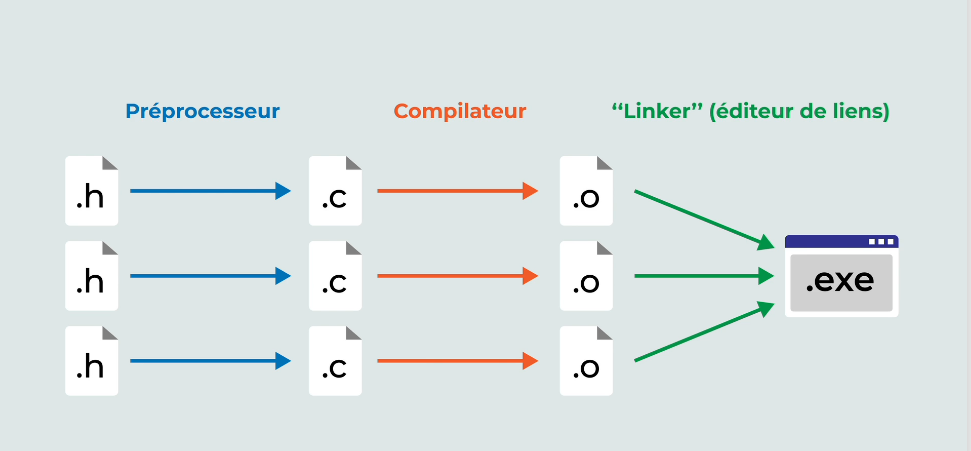 Préprocesseur
Compilateur
“Linker” (éditeur de liens)
.h
.c
.o
.h
.c
.o
.exe
.h
.c
.o